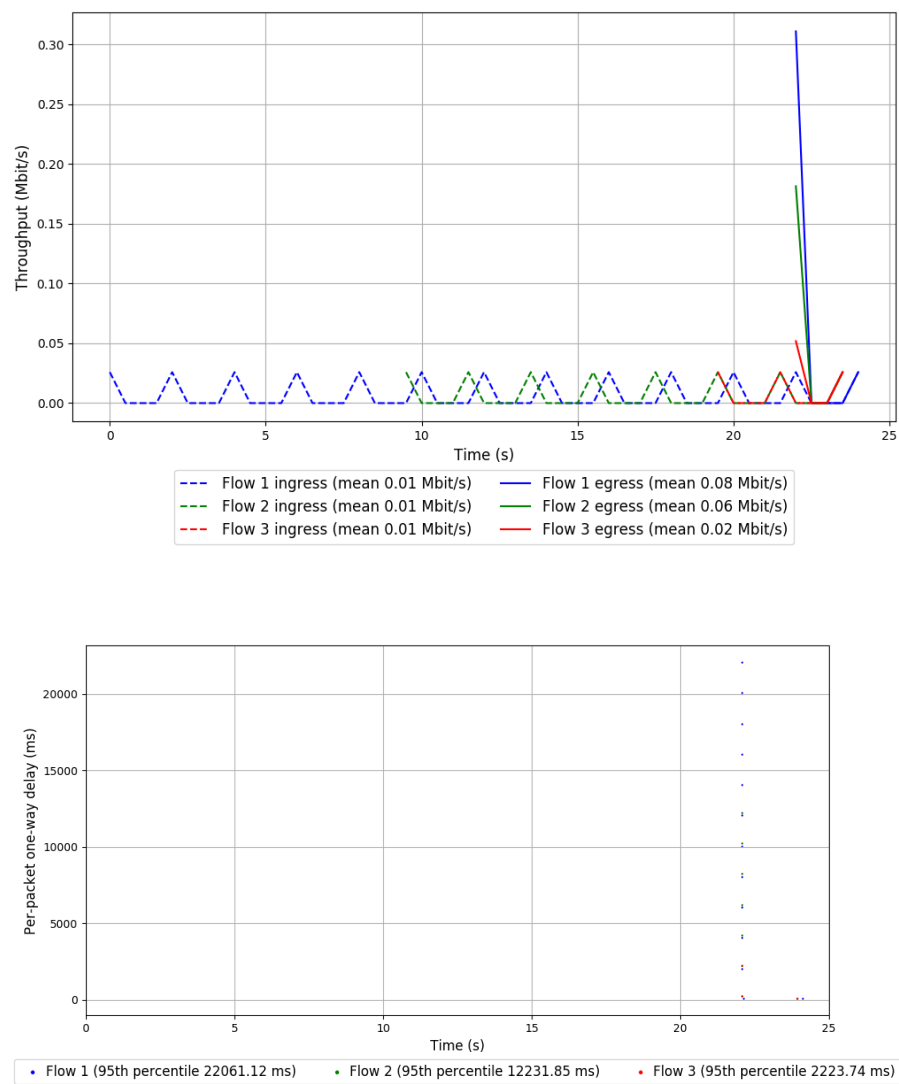 0.30
0.25
0.20
0.15
0.10
0.05
0.00
Throughput (Mbit/s)
0 5 10 15 20 25
Time (s)
Flow 1 ingress (mean 0.01 Mbit/s) Flow 1 egress (mean 0.08 Mbit/s)
Flow 2 ingress (mean 0.01 Mbit/s) Flow 2 egress (mean 0.06 Mbit/s)
Flow 3 ingress (mean 0.01 Mbit/s) Flow 3 egress (mean 0.02 Mbit/s)
20000
15000
10000
5000
0
Per-packet one-way delay (ms)
0 5 10 15 20 25
Time (s)
Flow 1 (95th percentile 22061.12 ms) Flow 2 (95th percentile 12231.85 ms) Flow 3 (95th percentile 2223.74 ms)